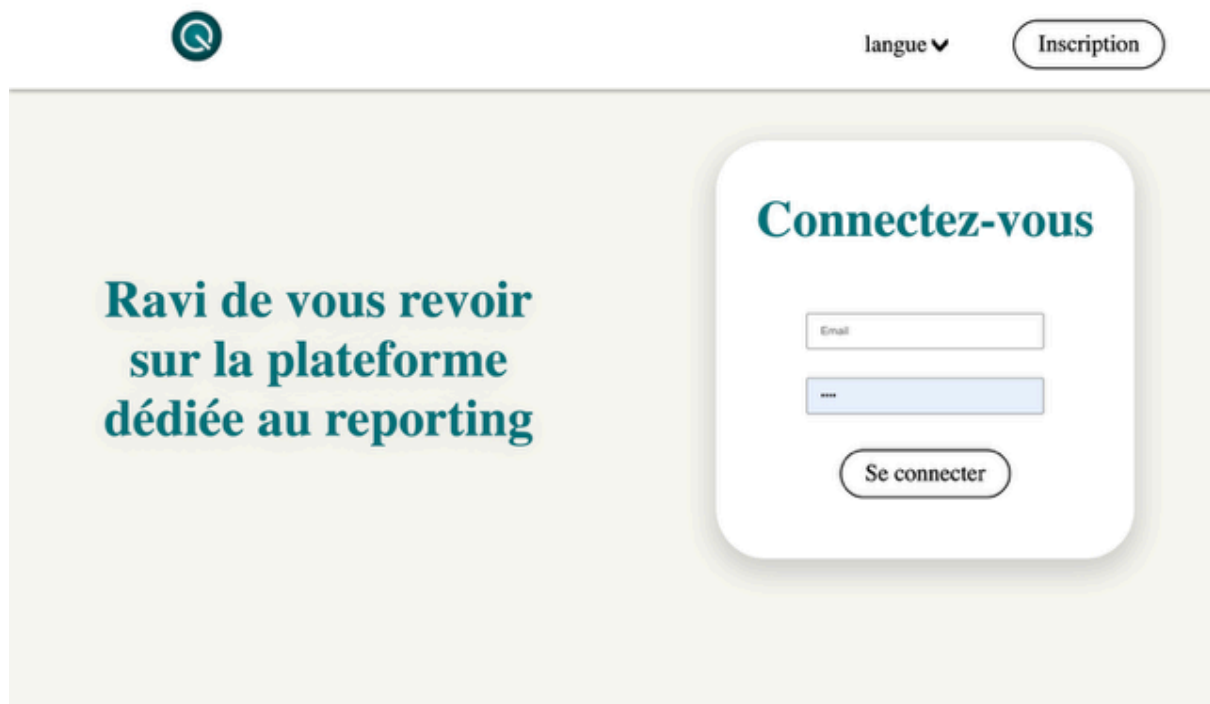 langue
Inscription
Connectez-vous
Ravi de vous revoir
sur la plateforme
dédiée au reporting
Email
••••
Se connecter